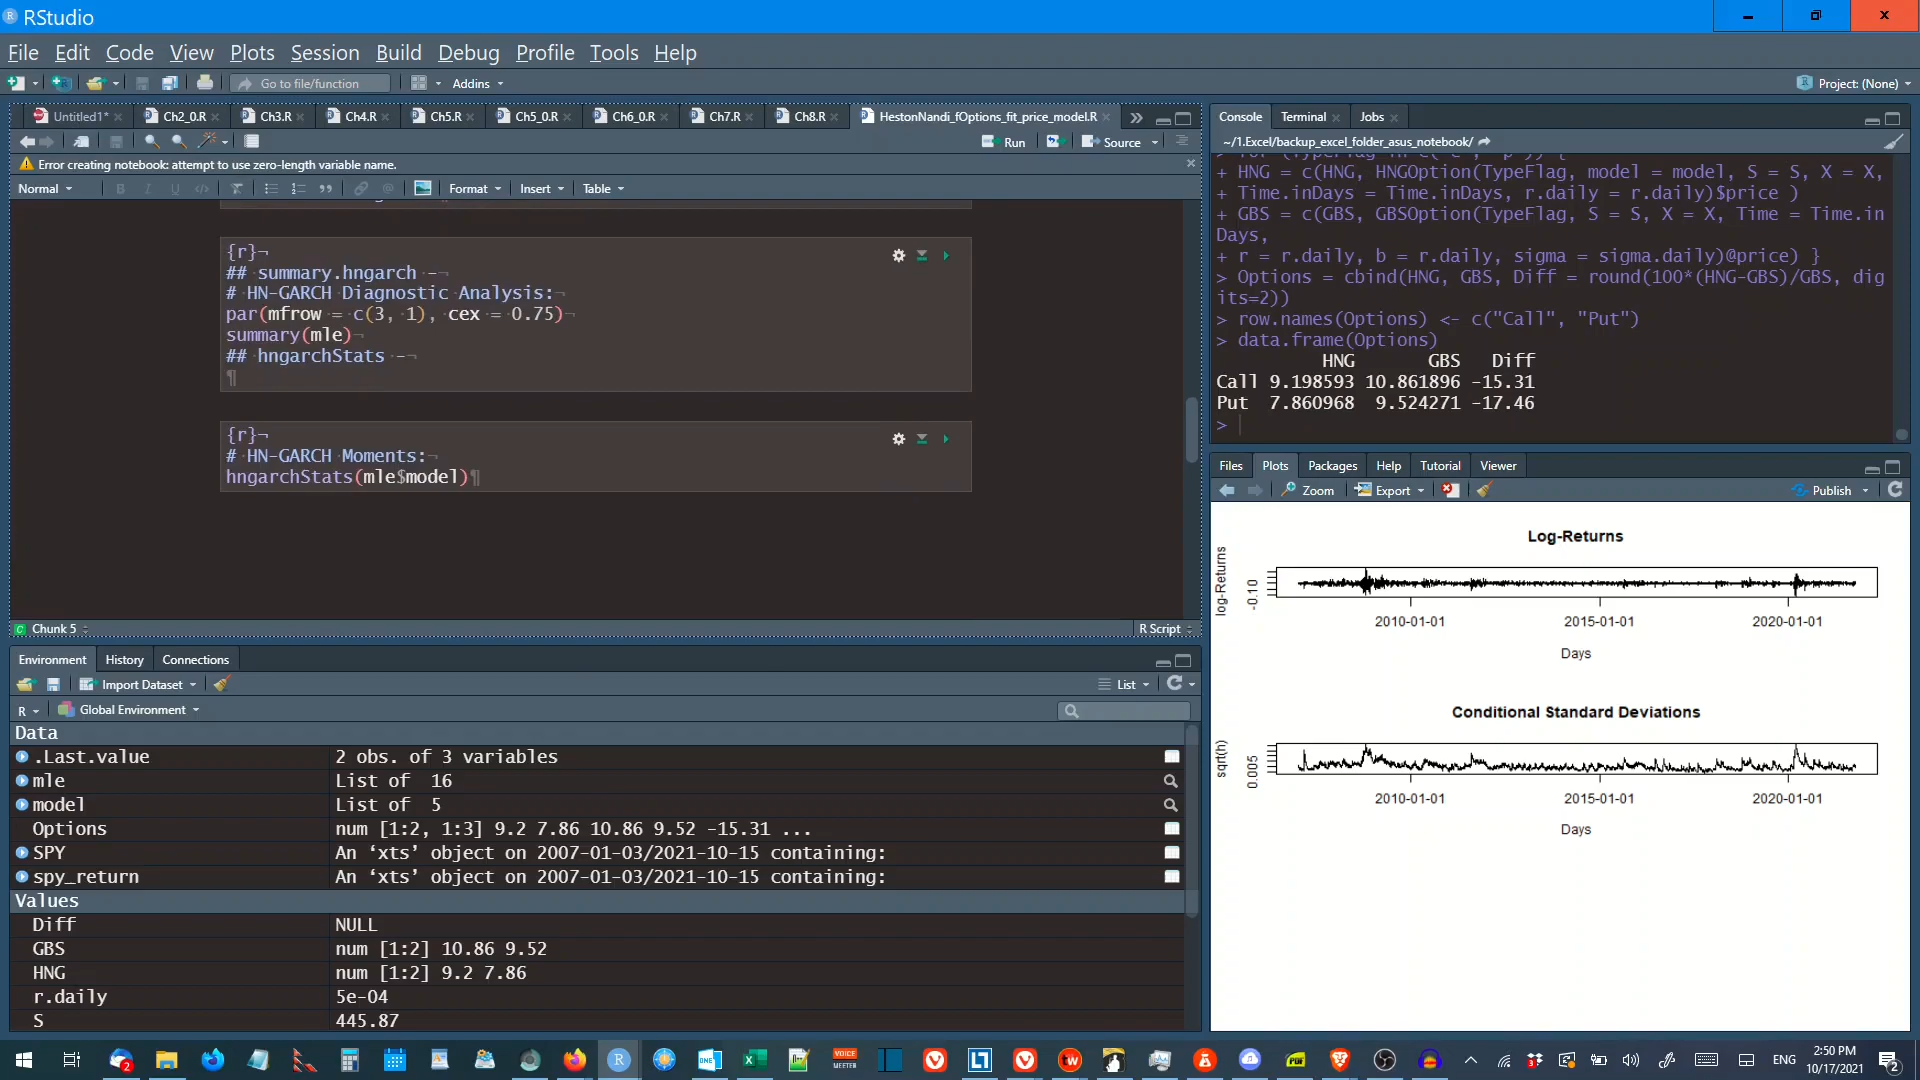 RStudio
File Edit Code View Plots Session Build Debug Profile Tools Help
Go to file/function Addins Project: (None)
Untitled1* Ch2_0.R Ch3.R Ch4.R Ch5.R Ch5_0.R Ch6_0.R Ch7.R Ch8.R HestonNandi_fOptions_fit_price_model.R
Run Source
Error creating notebook: attempt to use zero-length variable name.
Normal B I U Format Insert Table
{r}¬
## summary.hngarch -¬
# HN-GARCH Diagnostic Analysis:¬
par(mfrow = c(3, 1), cex = 0.75)¬
summary(mle)¬
## hngarchStats -¬
¶
{r}¬
# HN-GARCH Moments:¬
hngarchStats(mle$model)¶
Chunk 5 R Script
Environment History Connections
Import Dataset List
R Global Environment
Data
.Last.value 2 obs. of 3 variables
mle List of 16
model List of 5
Options num [1:2, 1:3] 9.2 7.86 10.86 9.52 -15.31 ...
SPY An ‘xts’ object on 2007-01-03/2021-10-15 containing:
spy_return An ‘xts’ object on 2007-01-03/2021-10-15 containing:
Values
Diff NULL
GBS num [1:2] 10.86 9.52
HNG num [1:2] 9.2 7.86
r.daily 5e-04
S 445.87
Console Terminal Jobs
~/1.Excel/backup_excel_folder_asus_notebook/
+ HNG = c(HNG, HNGOption(TypeFlag, model = model, S = S, X = X,
+ Time.inDays = Time.inDays, r.daily = r.daily)$price )
+ GBS = c(GBS, GBSOption(TypeFlag, S = S, X = X, Time = Time.in
Days,
+ r = r.daily, b = r.daily, sigma = sigma.daily)@price) }
> Options = cbind(HNG, GBS, Diff = round(100*(HNG-GBS)/GBS, dig
its=2))
> row.names(Options) <- c("Call", "Put")
> data.frame(Options)
HNG GBS Diff
Call 9.198593 10.861896 -15.31
Put 7.860968 9.524271 -17.46
>
Files Plots Packages Help Tutorial Viewer
Zoom Export Publish
Log-Returns
log-Returns
-0.10
2010-01-01 2015-01-01 2020-01-01
Days
Conditional Standard Deviations
sqrt(h)
0.005
2010-01-01 2015-01-01 2020-01-01
Days
ENG 2:50 PM
10/17/2021